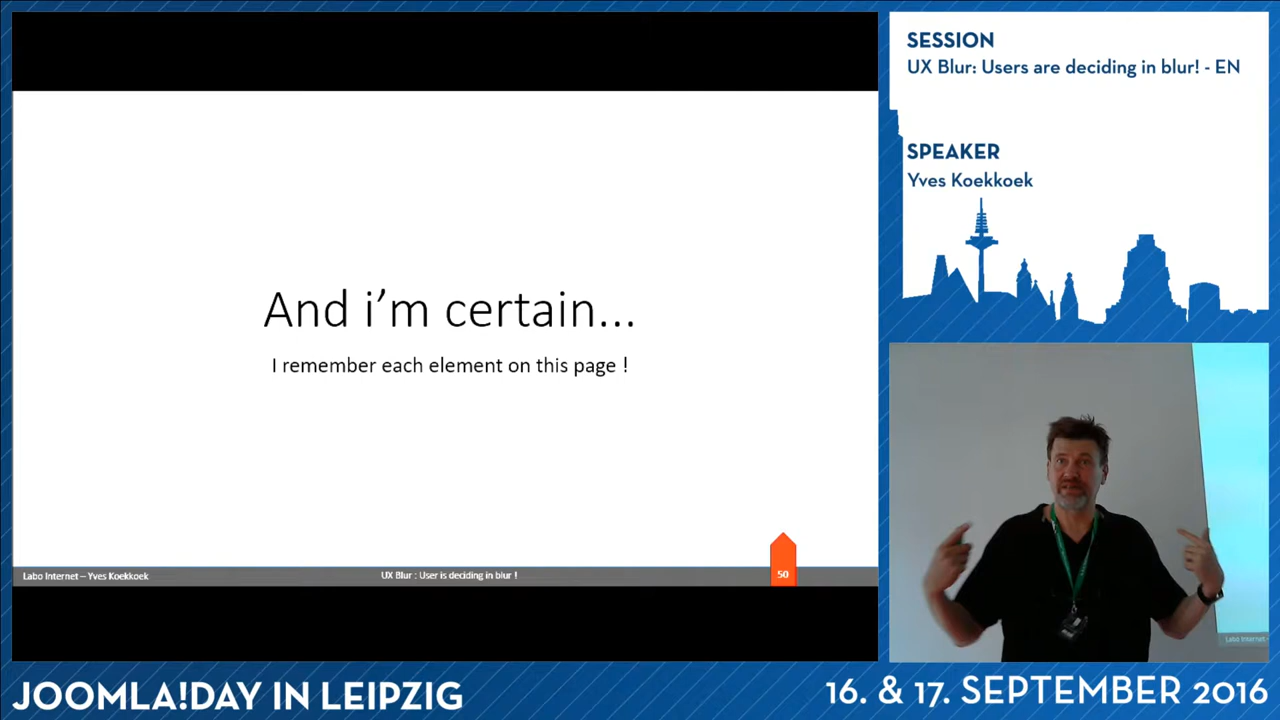 And i’m certain...
I remember each element on this page !
Labo Internet – Yves Koekkoek
UX Blur : User is deciding in blur !
50
SESSION
UX Blur: Users are deciding in blur! - EN
SPEAKER
Yves Koekkoek
Labo Internet -
JOOMLA!DAY IN LEIPZIG
16. & 17. SEPTEMBER 2016